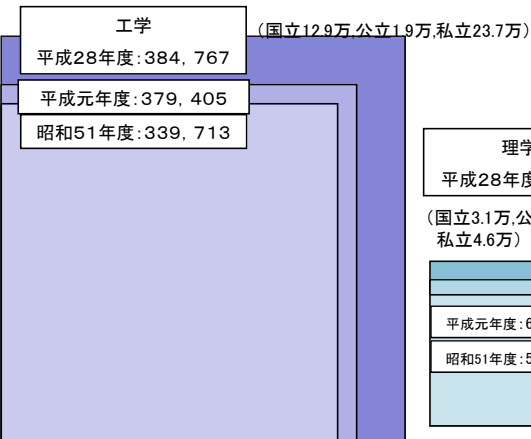 工学
平成28年度:384,767
(国立12.9万,公立1.9万,私立23.7万)
平成元年度:379,405
昭和51年度:339,713
理学
平成28年度
(国立3.1万,公
私立4.6万)
平成元年度:6
昭和51年度:5